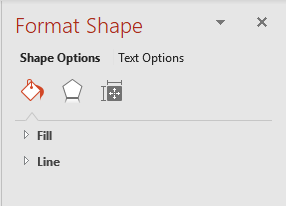 Format Shape
Shape Options Text Options
Fill
Line